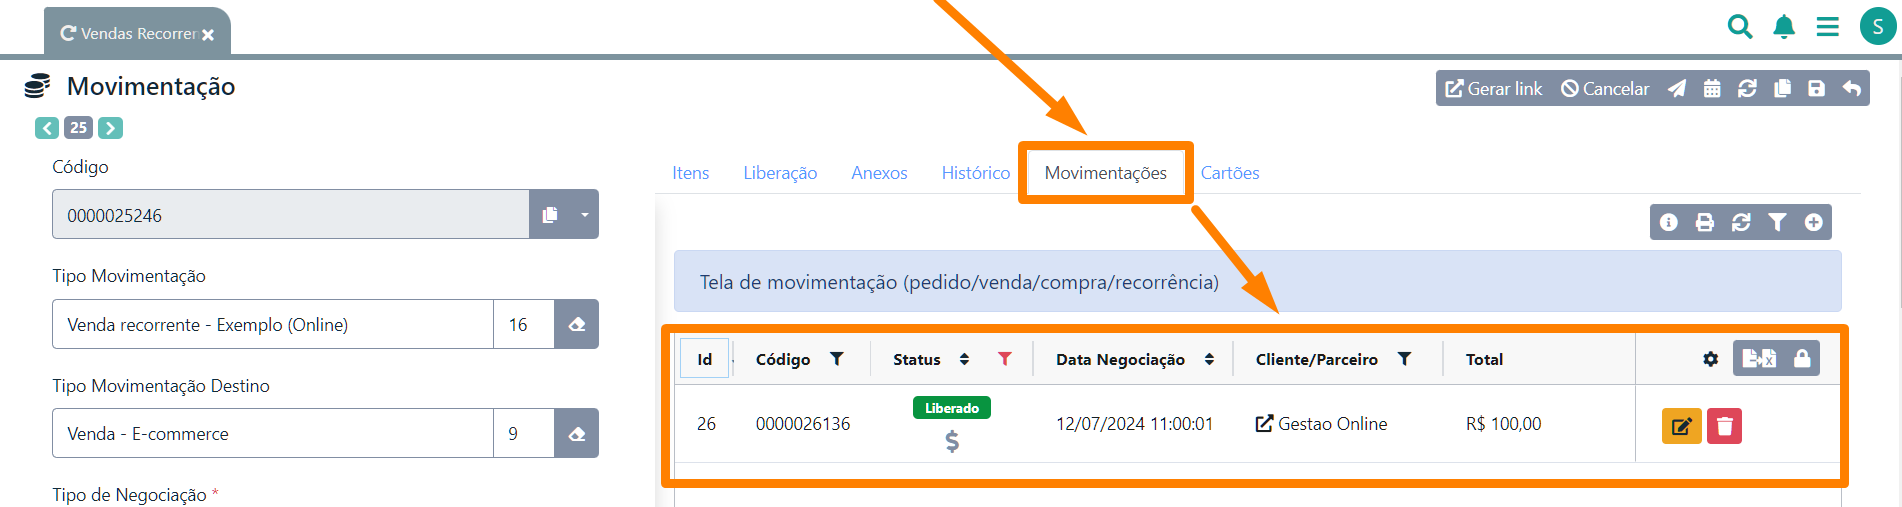 Vendas Recorrer
S
Movimentação
Gerar link
Cancelar
25
Código
0000025246
Tipo Movimentação
Venda recorrente - Exemplo (Online)
16
Tipo Movimentação Destino
Venda - E-commerce
9
Tipo de Negociação *
Itens
Liberação
Anexos
Histórico
Movimentações
Cartões
Tela de movimentação (pedido/venda/compra/recorrência)
Id
Código
Status
Data Negociação
Cliente/Parceiro
Total
26
0000026136
Liberado
12/07/2024 11:00:01
Gestao Online
R$ 100,00